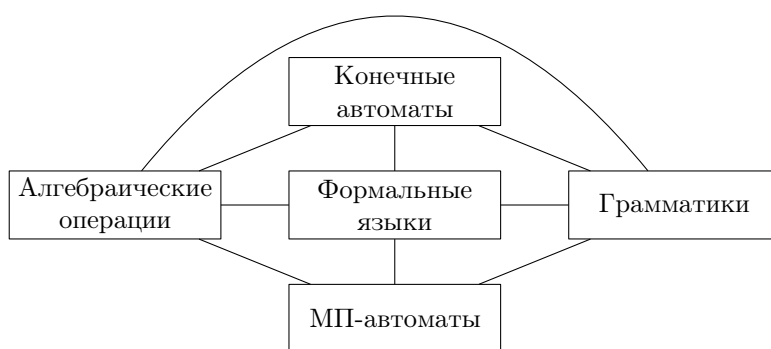 Конечные
автоматы
Алгебраические
операции
Формальные
языки
Грамматики
МП-автоматы